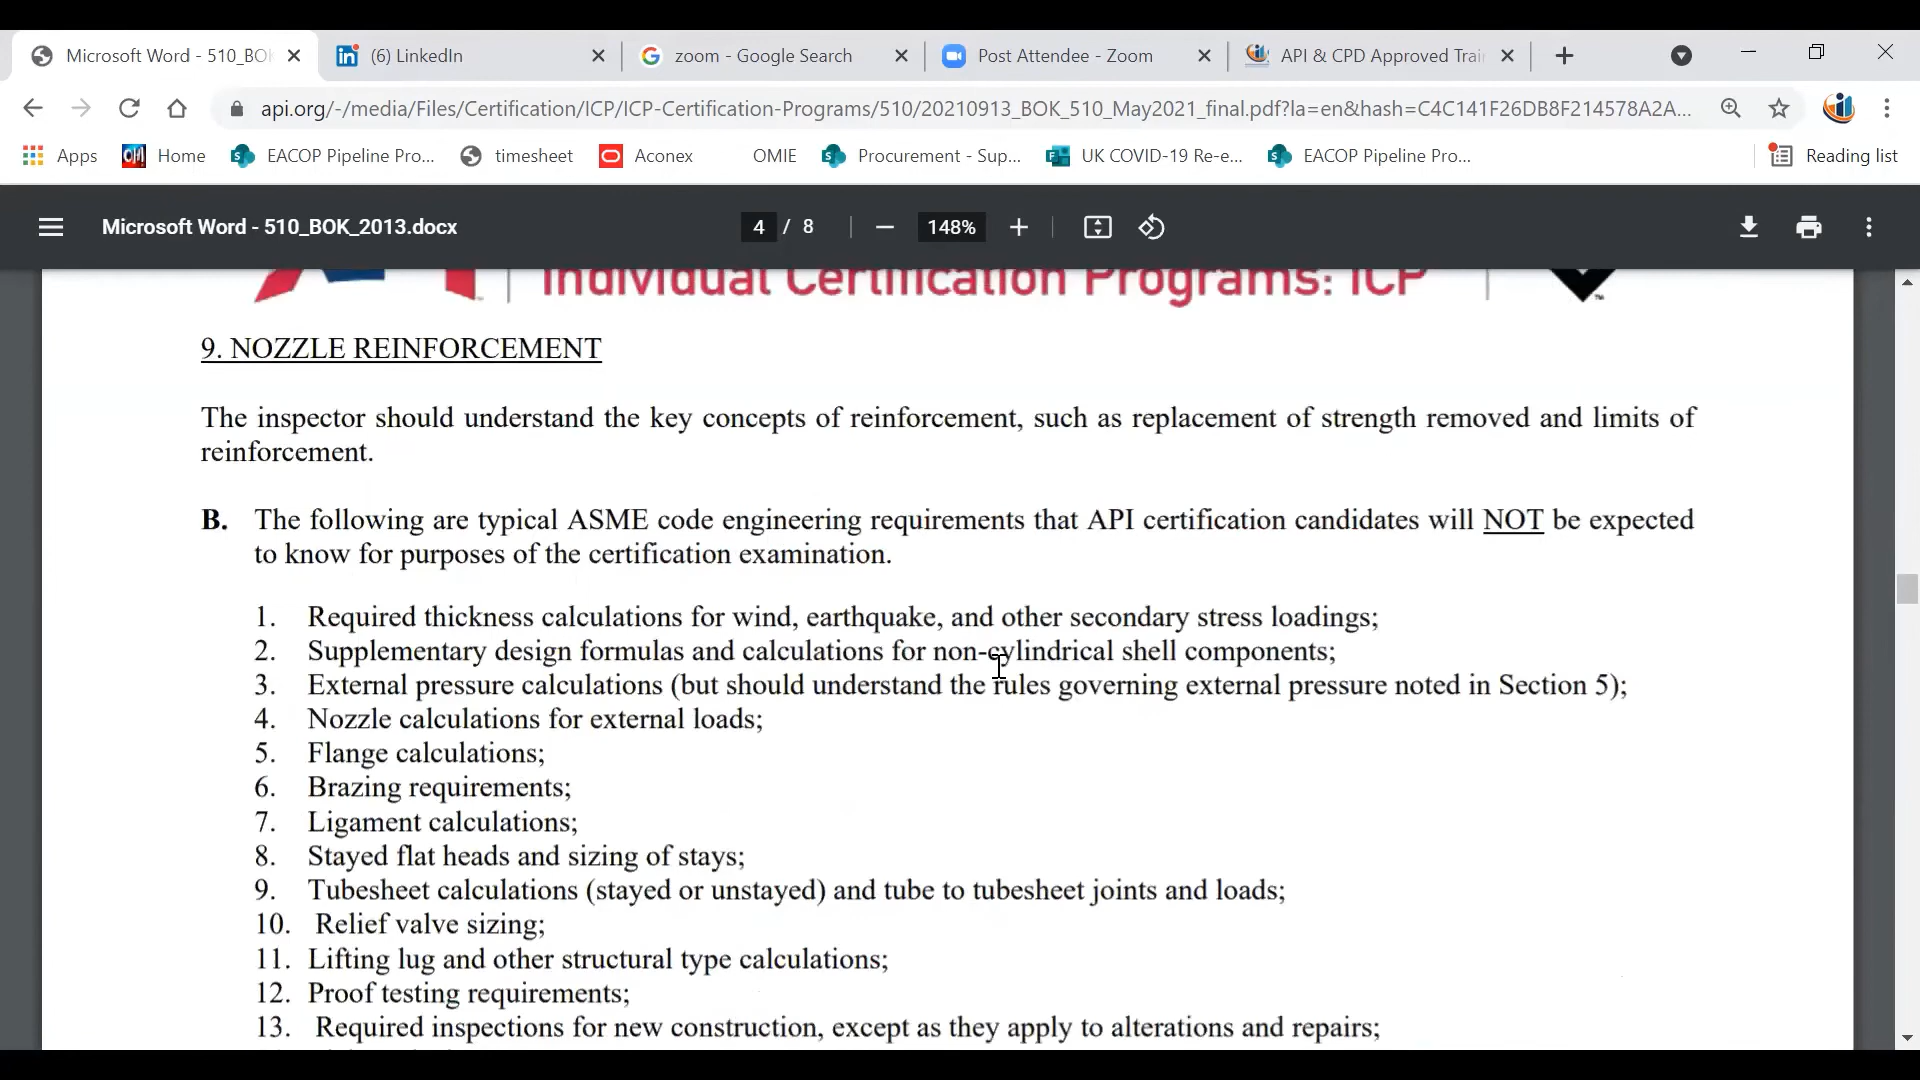 Microsoft Word - 510_BOK
(6) LinkedIn
zoom - Google Search
Post Attendee - Zoom
API & CPD Approved Trai
api.org/-/media/Files/Certification/ICP/ICP-Certification-Programs/510/20210913_BOK_510_May2021_final.pdf?la=en&hash=C4C141F26DB8F214578A2A...
Apps
Home
EACOP Pipeline Pro...
timesheet
Aconex
OMIE
Procurement - Sup...
UK COVID-19 Re-e...
EACOP Pipeline Pro...
Reading list
Microsoft Word - 510_BOK_2013.docx
4 / 8
148%
Individual Certification Programs: ICP
9. NOZZLE REINFORCEMENT
The inspector should understand the key concepts of reinforcement, such as replacement of strength removed and limits of
reinforcement.
B. The following are typical ASME code engineering requirements that API certification candidates will NOT be expected
to know for purposes of the certification examination.
1. Required thickness calculations for wind, earthquake, and other secondary stress loadings;
2. Supplementary design formulas and calculations for non-cylindrical shell components;
3. External pressure calculations (but should understand the rules governing external pressure noted in Section 5);
4. Nozzle calculations for external loads;
5. Flange calculations;
6. Brazing requirements;
7. Ligament calculations;
8. Stayed flat heads and sizing of stays;
9. Tubesheet calculations (stayed or unstayed) and tube to tubesheet joints and loads;
10. Relief valve sizing;
11. Lifting lug and other structural type calculations;
12. Proof testing requirements;
13. Required inspections for new construction, except as they apply to alterations and repairs;